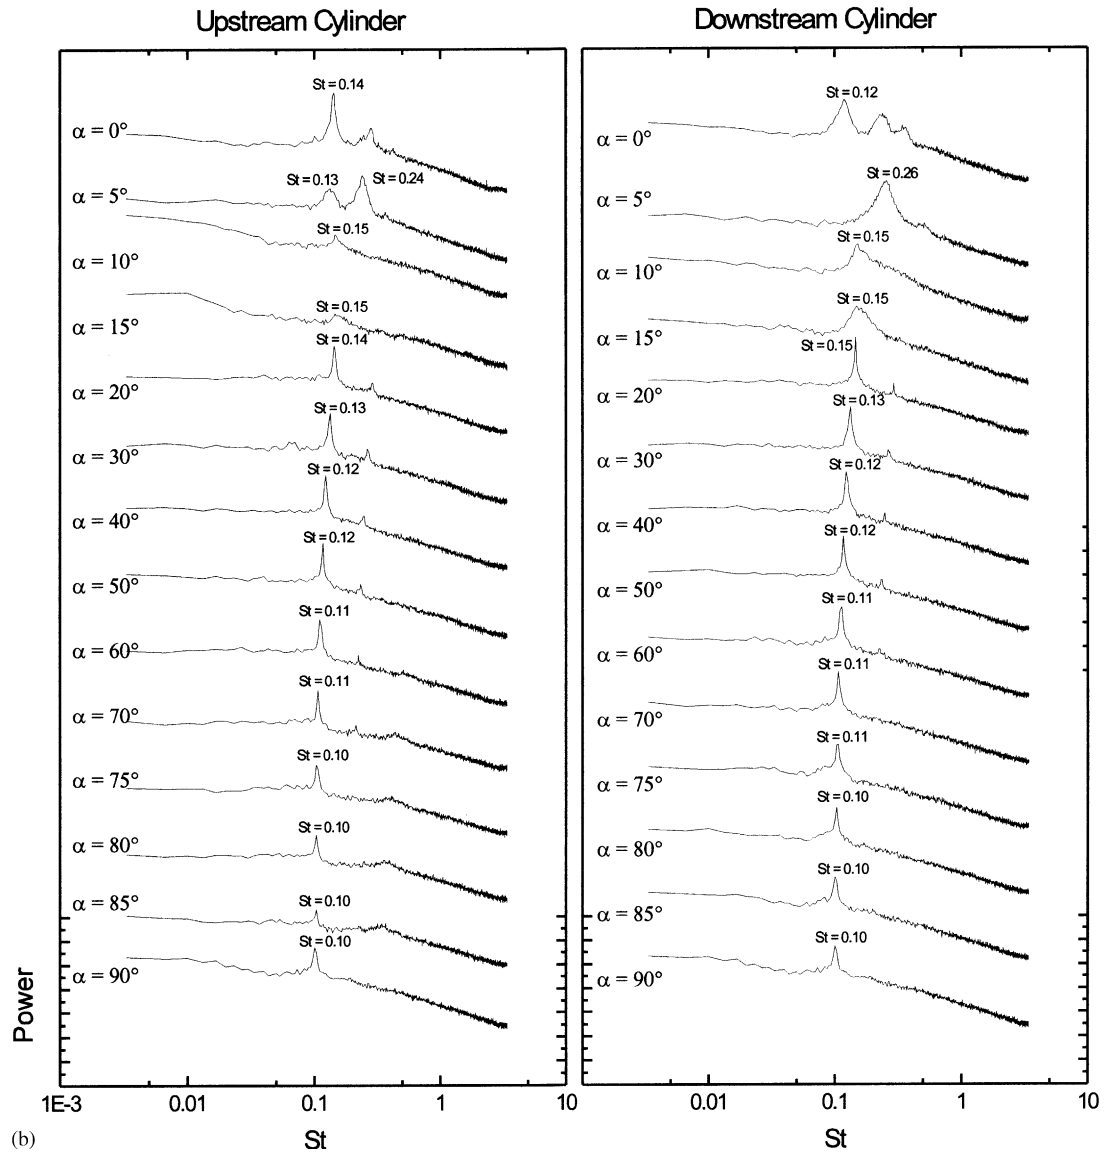 Upstream Cylinder
Downstream Cylinder
St = 0.14
α = 0°
St = 0.13
St = 0.24
α = 5°
St = 0.15
α = 10°
St = 0.15
α = 15°
St = 0.14
α = 20°
St = 0.13
α = 30°
St = 0.12
α = 40°
St = 0.12
α = 50°
St = 0.11
α = 60°
St = 0.11
α = 70°
St = 0.10
α = 75°
St = 0.10
α = 80°
St = 0.10
α = 85°
St = 0.10
α = 90°
Power
1E-3 0.01 0.1 1 10
St
St = 0.12
α = 0°
St = 0.26
α = 5°
St = 0.15
α = 10°
St = 0.15
α = 15°
St = 0.15
α = 20°
St = 0.13
α = 30°
St = 0.12
α = 40°
St = 0.12
α = 50°
St = 0.11
α = 60°
St = 0.11
α = 70°
St = 0.11
α = 75°
St = 0.10
α = 80°
St = 0.10
α = 85°
St = 0.10
α = 90°
0.01 0.1 1 10
St
(b)